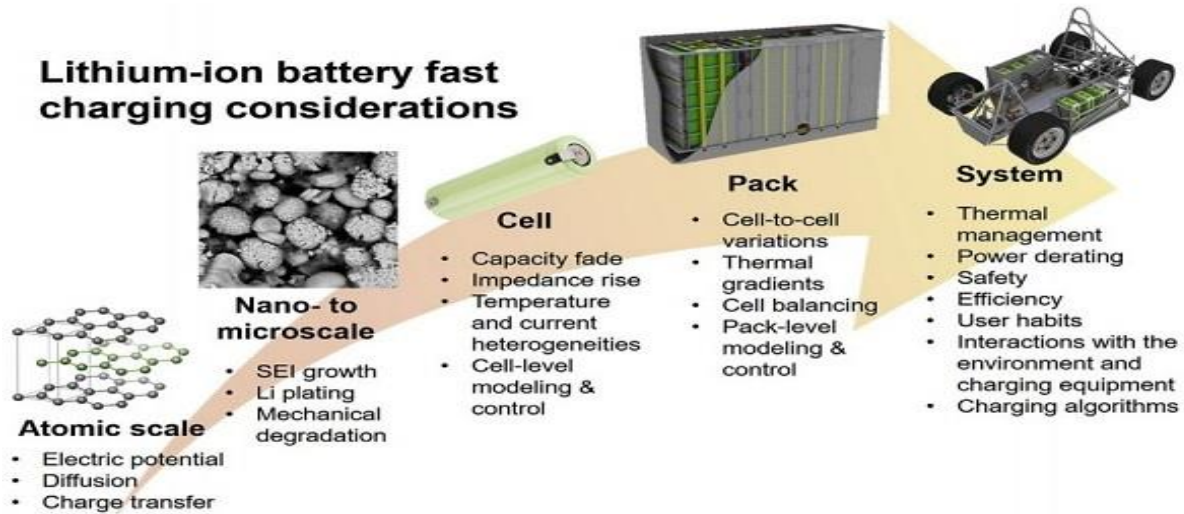 Lithium-ion battery fast
charging considerations
Atomic scale
• Electric potential
• Diffusion
• Charge transfer
Nano- to
microscale
• SEI growth
• Li plating
• Mechanical
degradation
Cell
• Capacity fade
• Impedance rise
• Temperature
and current
heterogeneities
• Cell-level
modeling &
control
Pack
• Cell-to-cell
variations
• Thermal
gradients
• Cell balancing
• Pack-level
modeling &
control
System
• Thermal
management
• Power derating
• Safety
• Efficiency
• User habits
• Interactions with the
environment and
charging equipment
• Charging algorithms